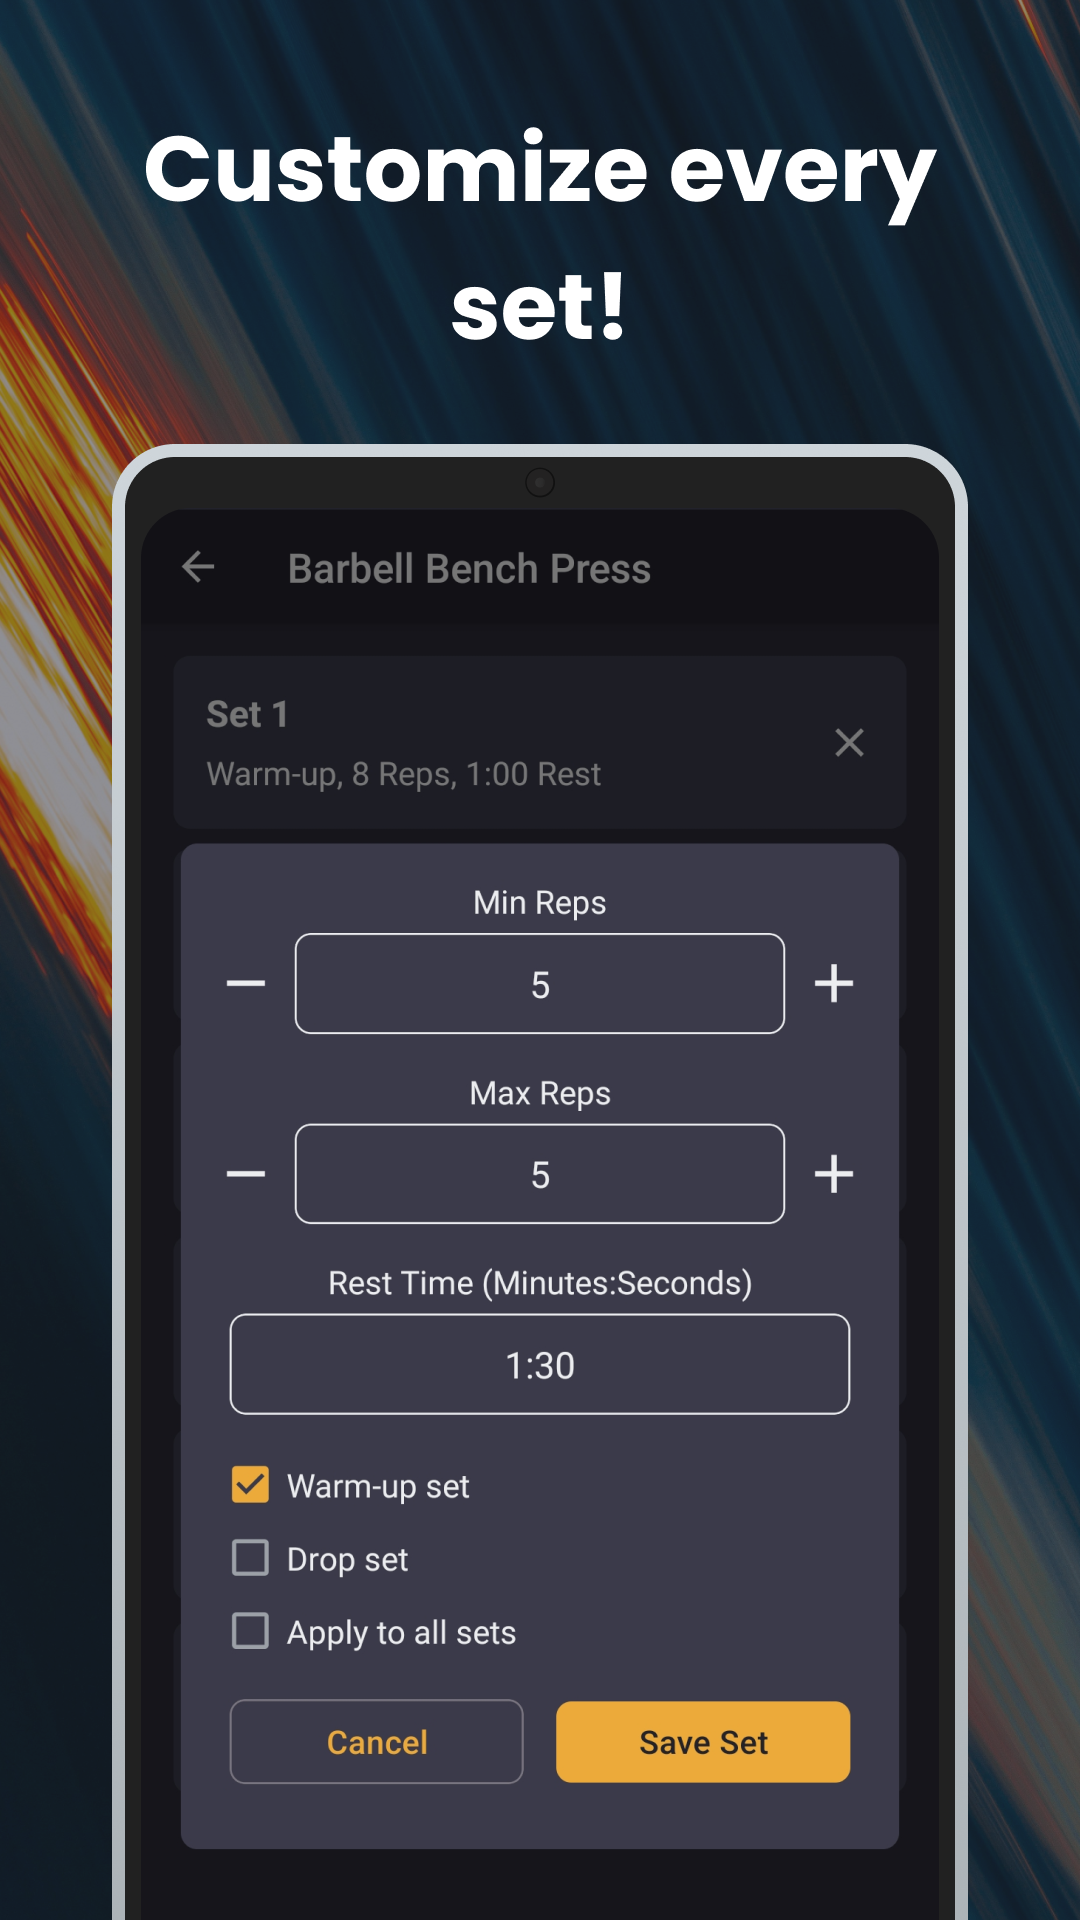 Customize every
set!
Barbell Bench Press
Set 1
Warm-up, 8 Reps, 1:00 Rest
Min Reps
5
Max Reps
5
Rest Time (Minutes:Seconds)
1:30
Warm-up set
Drop set
Apply to all sets
Cancel
Save Set